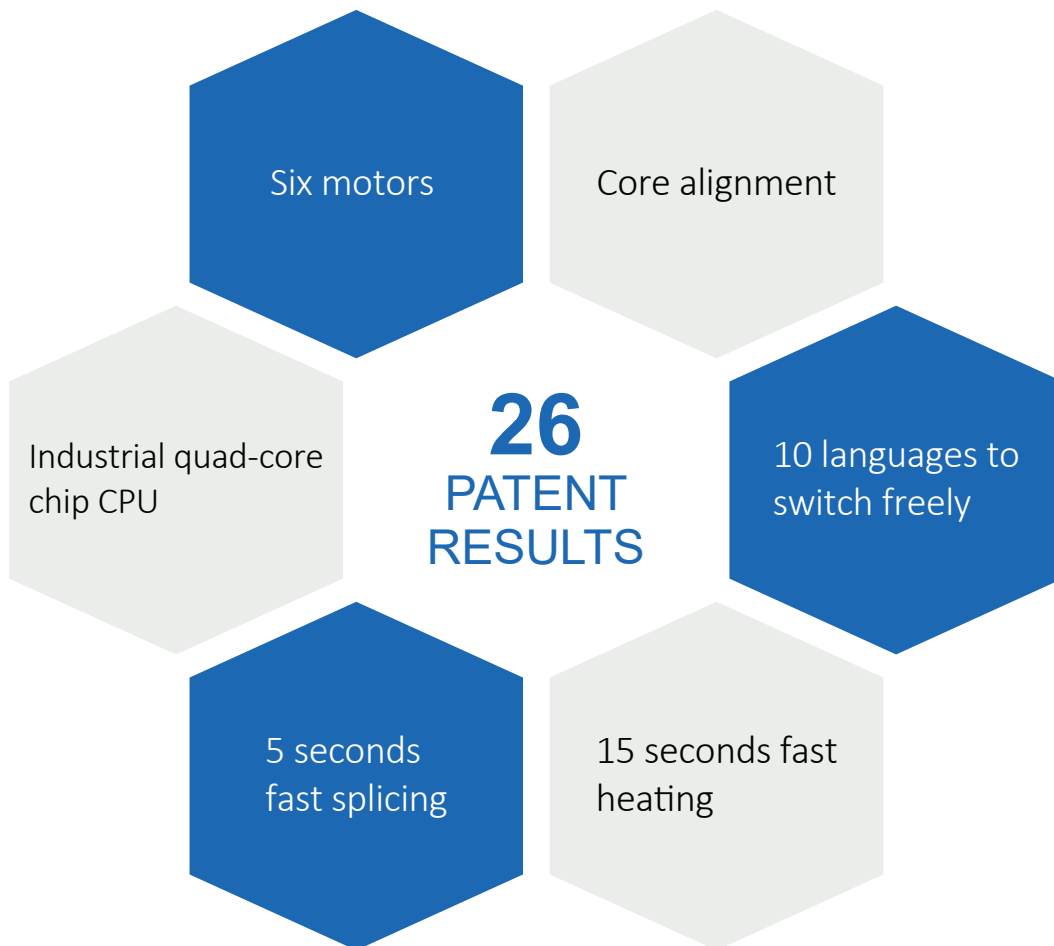 Six motors
Core alignment
Industrial quad-core
chip CPU
26
PATENT
RESULTS
10 languages to
switch freely
5 seconds
fast splicing
15 seconds fast
heating